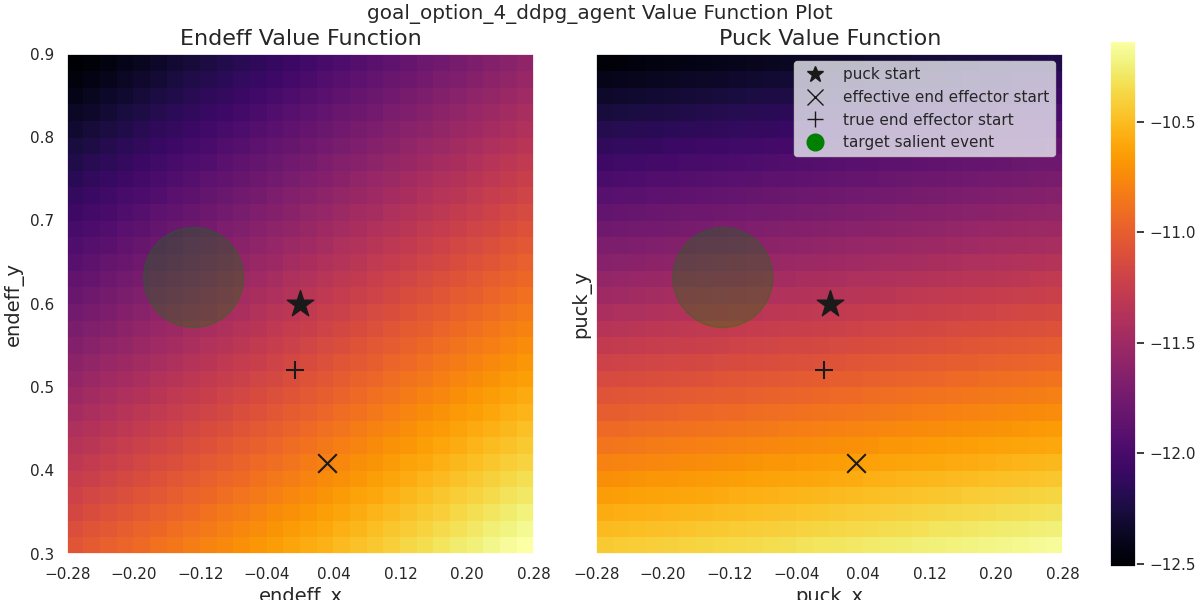 goal_option_4_ddpg_agent Value Function Plot
Endeff Value Function
Puck Value Function
puck start
effective end effector start
true end effector start
target salient event
0.9
0.8
0.7
0.6
0.5
0.4
0.3
endeff_y
−0.28 −0.20 −0.12 −0.04 0.04 0.12 0.20 0.28
endeff_x
puck_y
−0.28 −0.20 −0.12 −0.04 0.04 0.12 0.20 0.28
puck_x
−10.5
−11.0
−11.5
−12.0
−12.5